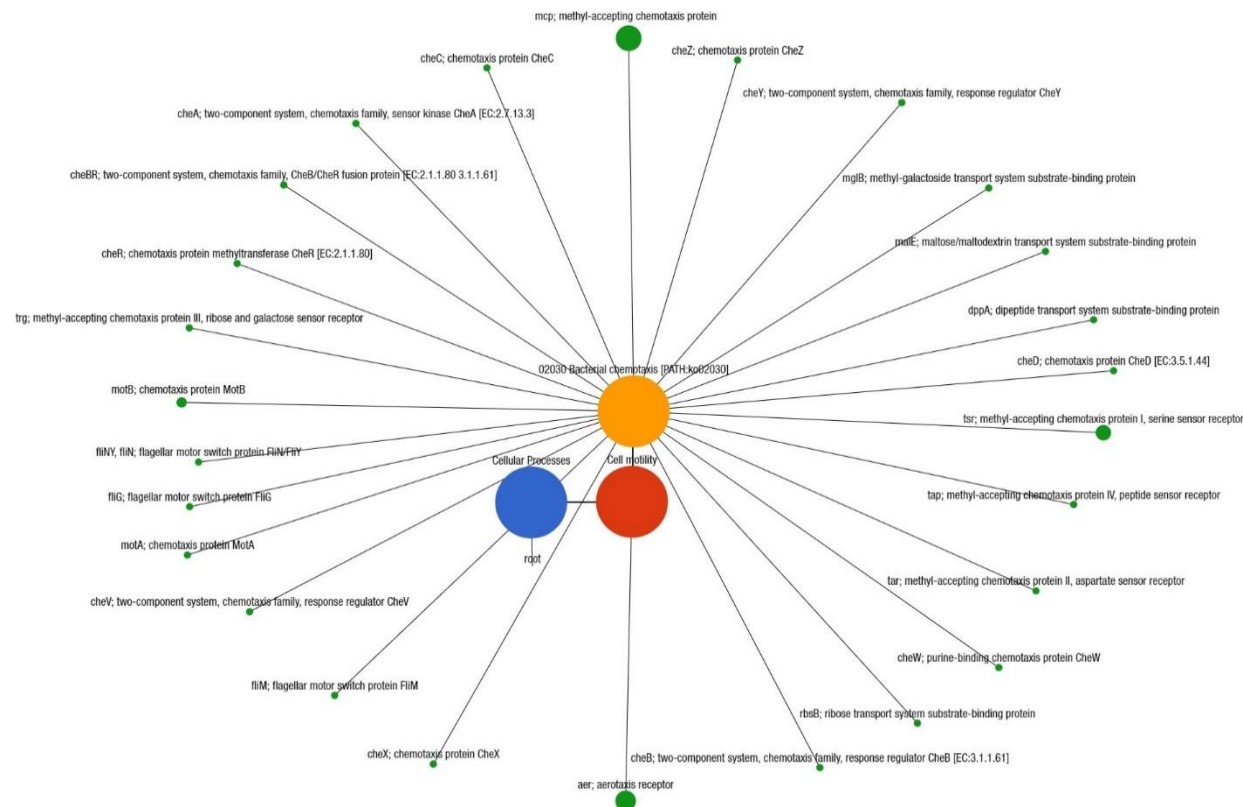 mcp; methyl-accepting chemotaxis protein
cheZ; chemotaxis protein CheZ
cheC; chemotaxis protein CheC
cheY; two-component system, chemotaxis family, response regulator CheY
cheA; two-component system, chemotaxis family, sensor kinase CheA [EC:2.7.13.3]
cheBR; two-component system, chemotaxis family, CheB/CheR fusion protein [EC:2.1.1.80 3.1.1.61]
mglB; methyl-galactoside transport system substrate-binding protein
malE; maltose/maltodextrin transport system substrate-binding protein
cheR; chemotaxis protein methyltransferase CheR [EC:2.1.1.80]
dppA; dipeptide transport system substrate-binding protein
trg; methyl-accepting chemotaxis protein III, ribose and galactose sensor receptor
cheD; chemotaxis protein CheD [EC:3.5.1.44]
02030 Bacterial chemotaxis [PATH:ko02030]
motB; chemotaxis protein MotB
tsr; methyl-accepting chemotaxis protein I, serine sensor receptor
fliNY, fliN; flagellar motor switch protein FliN/FliY
Cellular Processes
Cell motility
fliG; flagellar motor switch protein FliG
tap; methyl-accepting chemotaxis protein IV, peptide sensor receptor
motA; chemotaxis protein MotA
root
tar; methyl-accepting chemotaxis protein II, aspartate sensor receptor
cheV; two-component system, chemotaxis family, response regulator CheV
cheW; purine-binding chemotaxis protein CheW
fliM; flagellar motor switch protein FliM
rbsB; ribose transport system substrate-binding protein
cheX; chemotaxis protein CheX
cheB; two-component system, chemotaxis family, response regulator CheB [EC:3.1.1.61]
aer; aerotaxis receptor